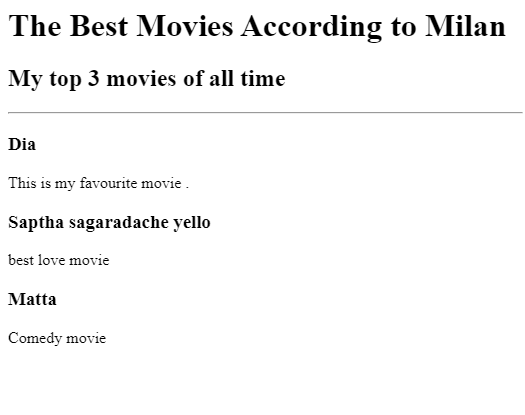 The Best Movies According to Milan
My top 3 movies of all time
Dia
This is my favourite movie .
Saptha sagaradache yello
best love movie
Matta
Comedy movie